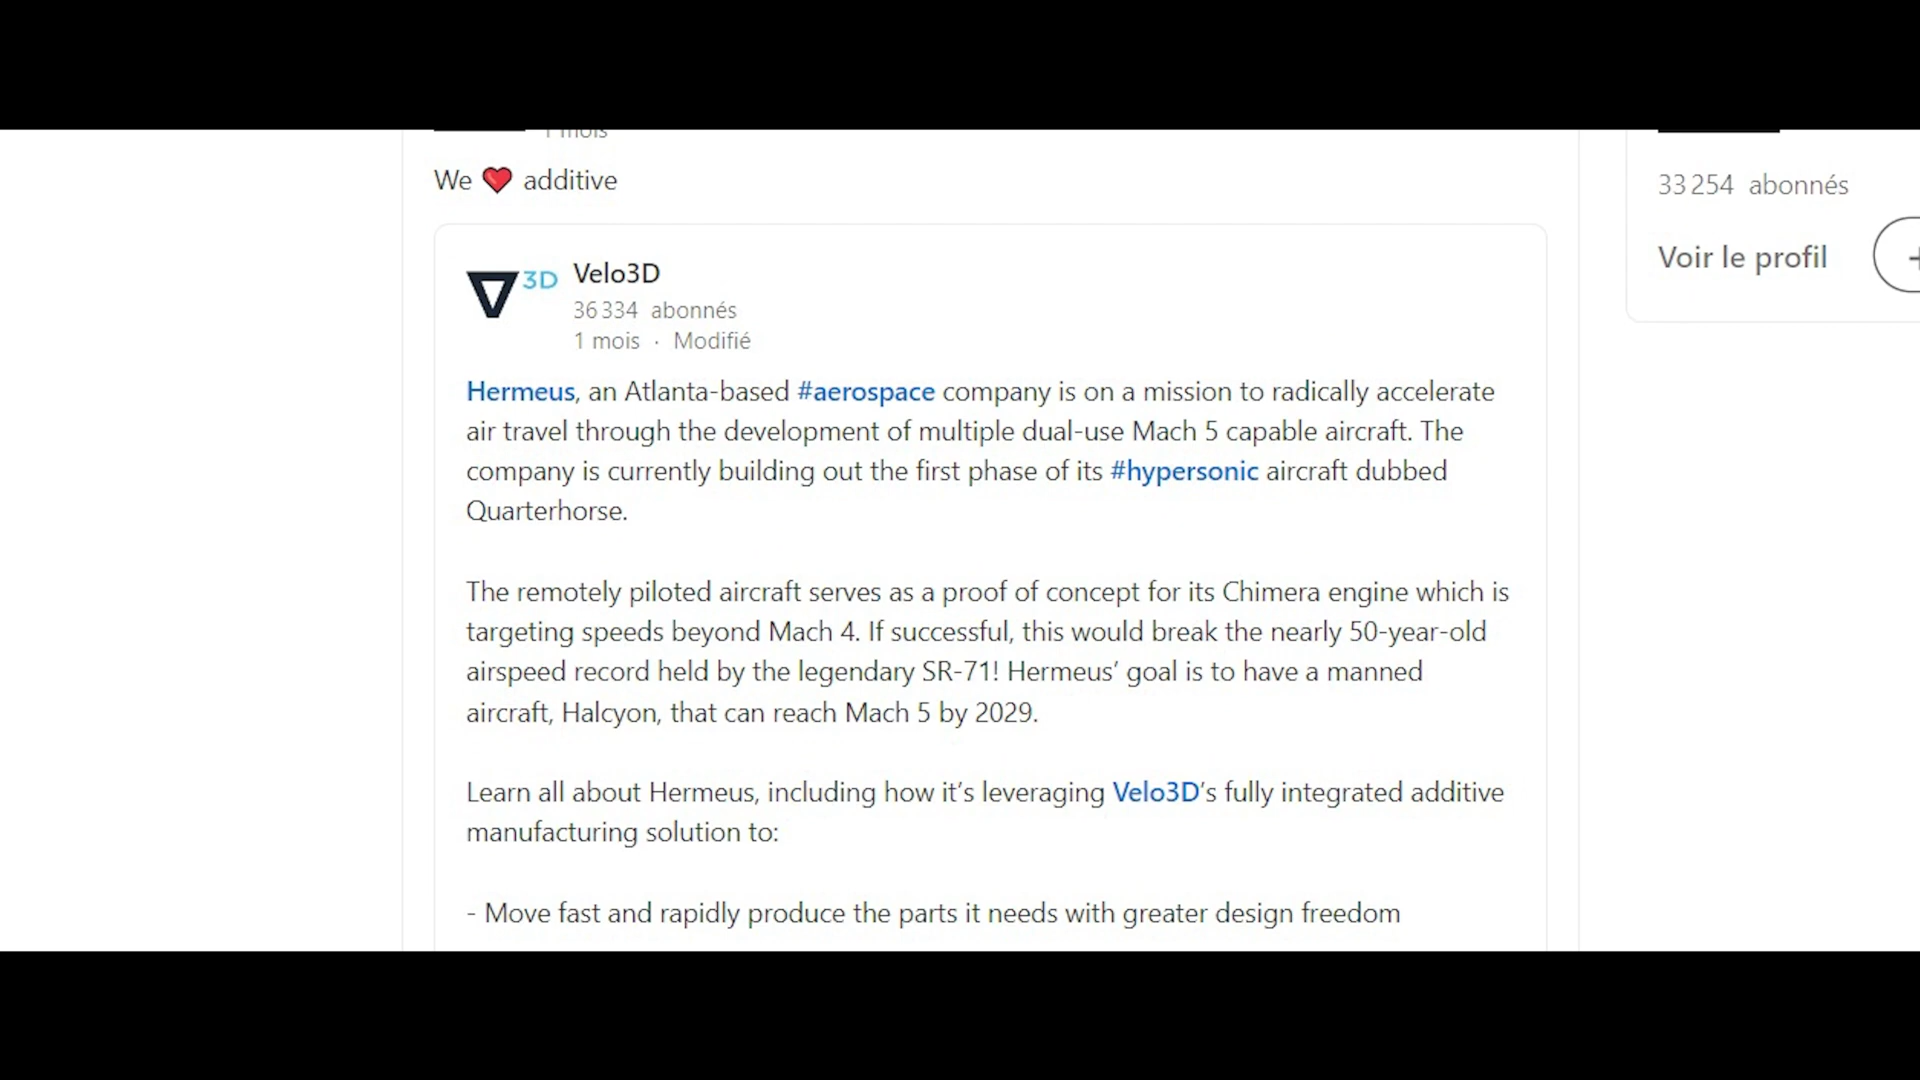 1 mois
We ❤️ additive
33 254 abonnés
Voir le profil
3D
Velo3D
36 334 abonnés
1 mois · Modifié
Hermeus, an Atlanta-based #aerospace company is on a mission to radically accelerate
air travel through the development of multiple dual-use Mach 5 capable aircraft. The
company is currently building out the first phase of its #hypersonic aircraft dubbed
Quarterhorse.
The remotely piloted aircraft serves as a proof of concept for its Chimera engine which is
targeting speeds beyond Mach 4. If successful, this would break the nearly 50-year-old
airspeed record held by the legendary SR-71! Hermeus’ goal is to have a manned
aircraft, Halcyon, that can reach Mach 5 by 2029.
Learn all about Hermeus, including how it’s leveraging Velo3D’s fully integrated additive
manufacturing solution to:
- Move fast and rapidly produce the parts it needs with greater design freedom